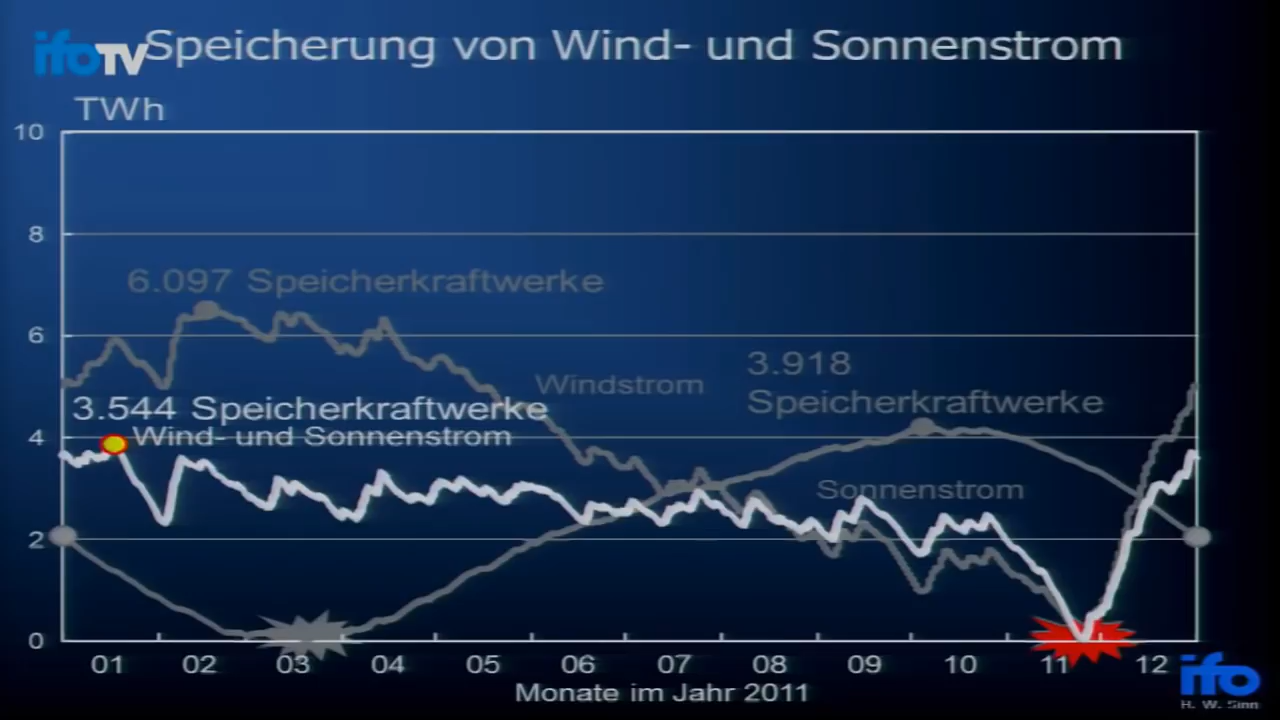 ifoTV
Speicherung von Wind- und Sonnenstrom
TWh
10
8
6.097 Speicherkraftwerke
6
3.918
Speicherkraftwerke
Windstrom
3.544 Speicherkraftwerke
4
Wind- und Sonnenstrom
Sonnenstrom
2
0
01 02 03 04 05 06 07 08 09 10 11 12
Monate im Jahr 2011
ifo
H. W. Sinn